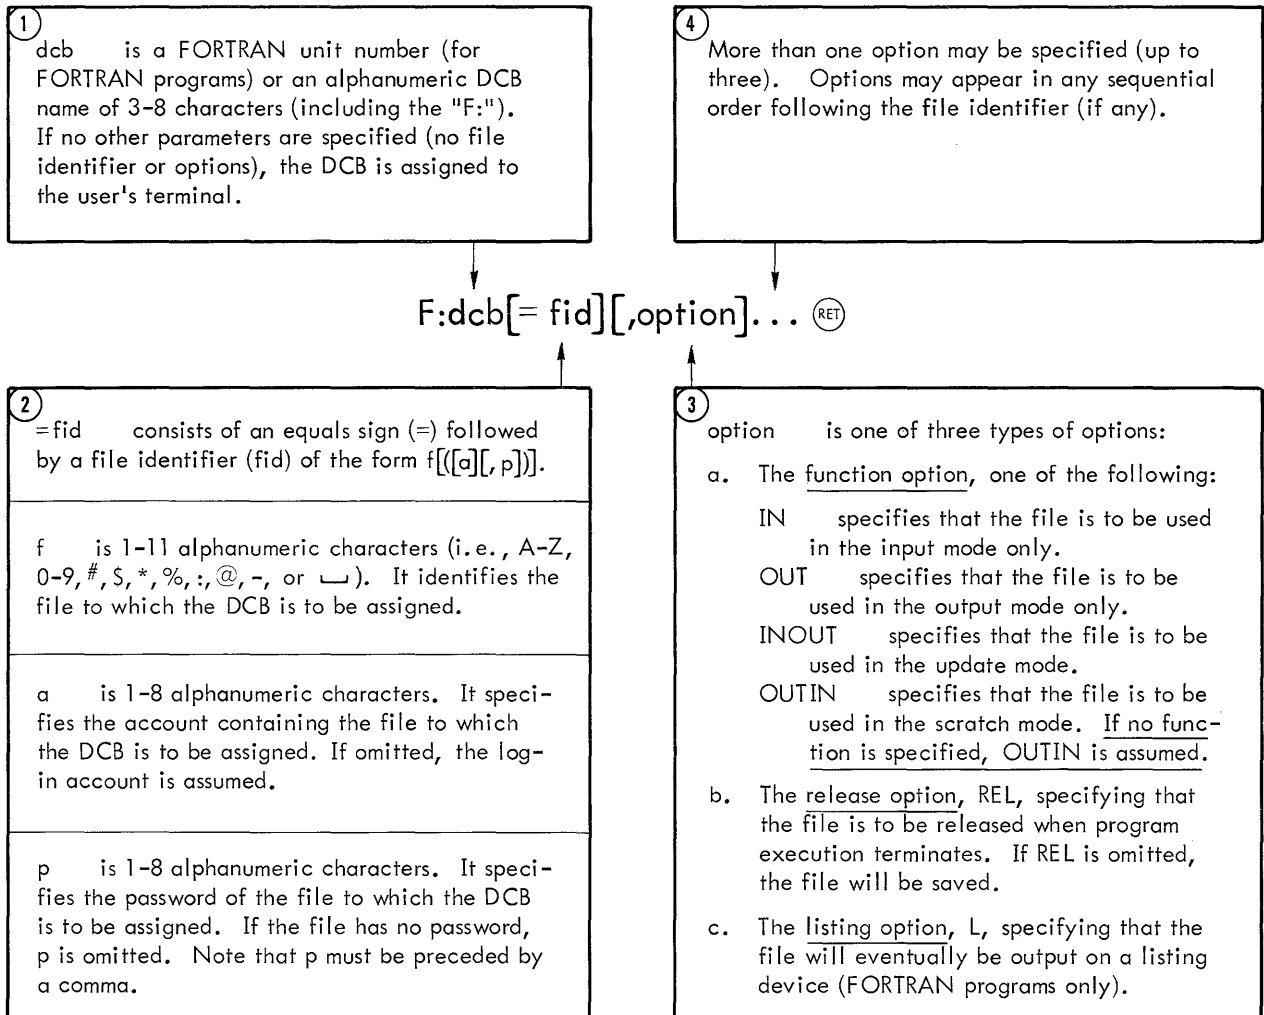 1
dcb is a FORTRAN unit number (for
FORTRAN programs) or an alphanumeric DCB
name of 3-8 characters (including the "F:").
If no other parameters are specified (no file
identifier or options), the DCB is assigned to
the user's terminal.
4
More than one option may be specified (up to
three). Options may appear in any sequential
order following the file identifier (if any).
F:dcb[= fid][,option]... RET
2
=fid consists of an equals sign (=) followed
by a file identifier (fid) of the form f[([a][,p])].
f is 1-11 alphanumeric characters (i.e., A-Z,
0-9, #, $, *, %, :, @, -, or ⎵). It identifies the
file to which the DCB is to be assigned.
a is 1-8 alphanumeric characters. It speci-
fies the account containing the file to which
the DCB is to be assigned. If omitted, the log-
in account is assumed.
p is 1-8 alphanumeric characters. It speci-
fies the password of the file to which the DCB
is to be assigned. If the file has no password,
p is omitted. Note that p must be preceded by
a comma.
3
option is one of three types of options:
a. The function option, one of the following:
IN specifies that the file is to be used
in the input mode only.
OUT specifies that the file is to be
used in the output mode only.
INOUT specifies that the file is to be
used in the update mode.
OUTIN specifies that the file is to be
used in the scratch mode. If no func-
tion is specified, OUTIN is assumed.
b. The release option, REL, specifying that
the file is to be released when program
execution terminates. If REL is omitted,
the file will be saved.
c. The listing option, L, specifying that the
file will eventually be output on a listing
device (FORTRAN programs only).